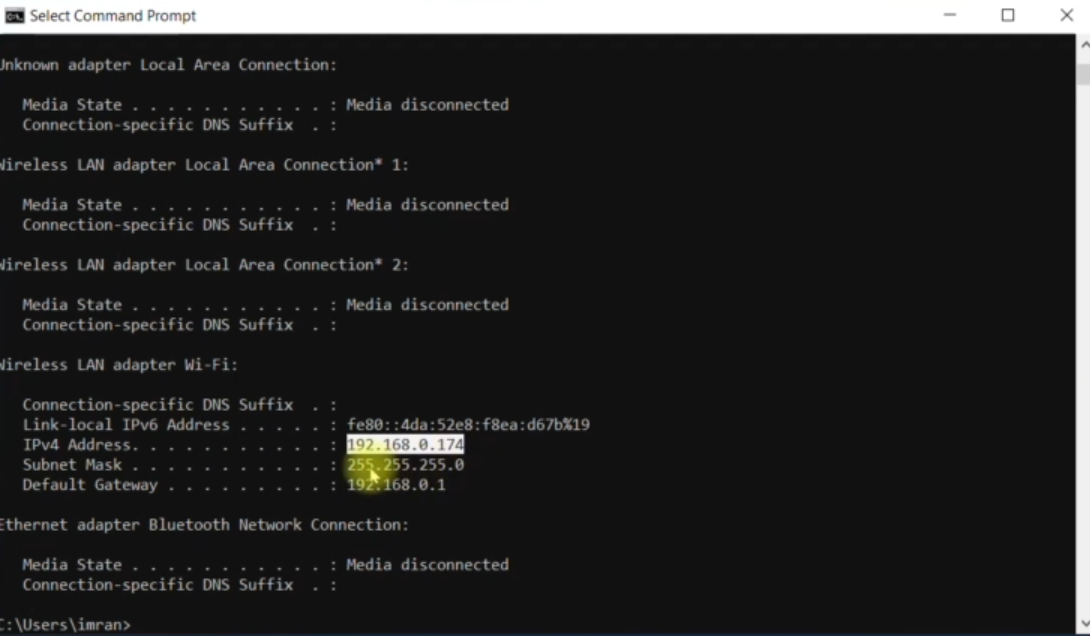 Select Command Prompt
Unknown adapter Local Area Connection:
Media State . . . . . . . . . . . : Media disconnected
Connection-specific DNS Suffix  . :
Wireless LAN adapter Local Area Connection* 1:
Media State . . . . . . . . . . . : Media disconnected
Connection-specific DNS Suffix  . :
Wireless LAN adapter Local Area Connection* 2:
Media State . . . . . . . . . . . : Media disconnected
Connection-specific DNS Suffix  . :
Wireless LAN adapter Wi-Fi:
Connection-specific DNS Suffix  . :
Link-local IPv6 Address . . . . . : fe80::4da:52e8:f8ea:d67b%19
IPv4 Address. . . . . . . . . . . : 192.168.0.174
Subnet Mask . . . . . . . . . . . : 255.255.255.0
Default Gateway . . . . . . . . . : 192.168.0.1
Ethernet adapter Bluetooth Network Connection:
Media State . . . . . . . . . . . : Media disconnected
Connection-specific DNS Suffix  . :
C:\Users\imran>